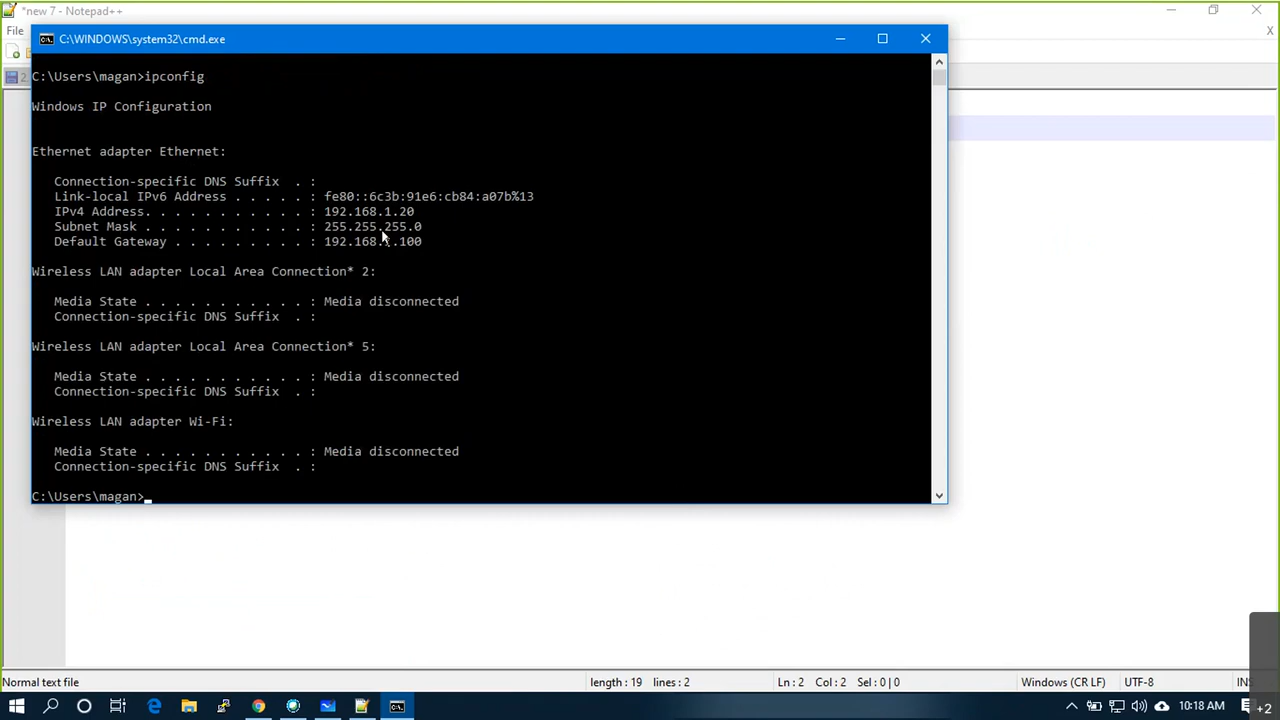 *new 7 - Notepad++
File
X
C:\WINDOWS\system32\cmd.exe
2
C:\Users\magan>ipconfig
Windows IP Configuration
Ethernet adapter Ethernet:
Connection-specific DNS Suffix . :
Link-local IPv6 Address . . . . . : fe80::6c3b:91e6:cb84:a07b%13
IPv4 Address. . . . . . . . . . . : 192.168.1.20
Subnet Mask . . . . . . . . . . . : 255.255.255.0
Default Gateway . . . . . . . . . : 192.168.1.100
Wireless LAN adapter Local Area Connection* 2:
Media State . . . . . . . . . . . : Media disconnected
Connection-specific DNS Suffix . :
Wireless LAN adapter Local Area Connection* 5:
Media State . . . . . . . . . . . : Media disconnected
Connection-specific DNS Suffix . :
Wireless LAN adapter Wi-Fi:
Media State . . . . . . . . . . . : Media disconnected
Connection-specific DNS Suffix . :
C:\Users\magan>
Normal text file length : 19 lines : 2 Ln : 2 Col : 2 Sel : 0 | 0 Windows (CR LF) UTF-8 IN
10:18 AM
+2